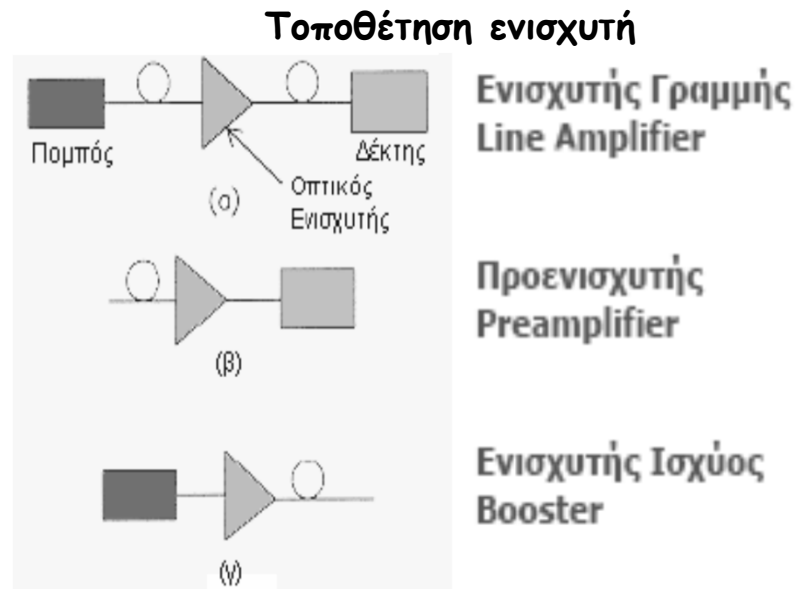 Τοποθέτηση ενισχυτή
Πομπός
Δέκτης
Οπτικός
Ενισχυτής
(α)
Ενισχυτής Γραμμής
Line Amplifier
(β)
Προενισχυτής
Preamplifier
(γ)
Ενισχυτής Ισχύος
Booster